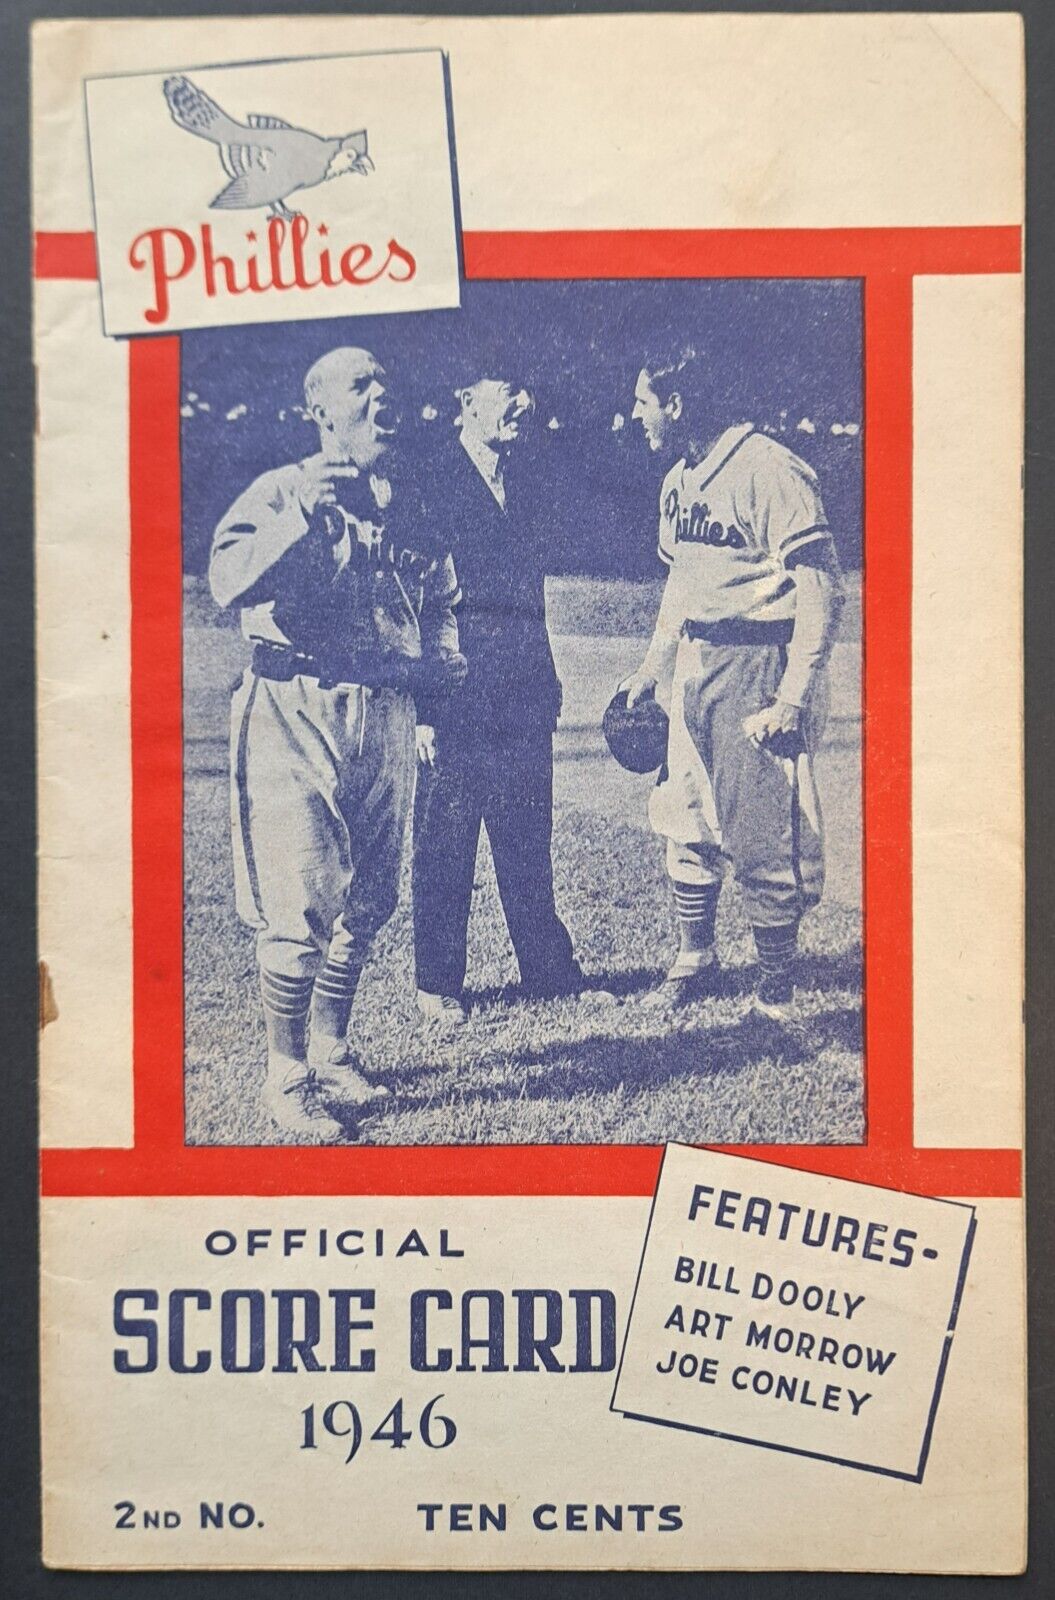 Phillies
Phillies
OFFICIAL
SCORE CARD
1946
2ND NO.
TEN CENTS
FEATURES-
BILL DOOLY
ART MORROW
JOE CONLEY